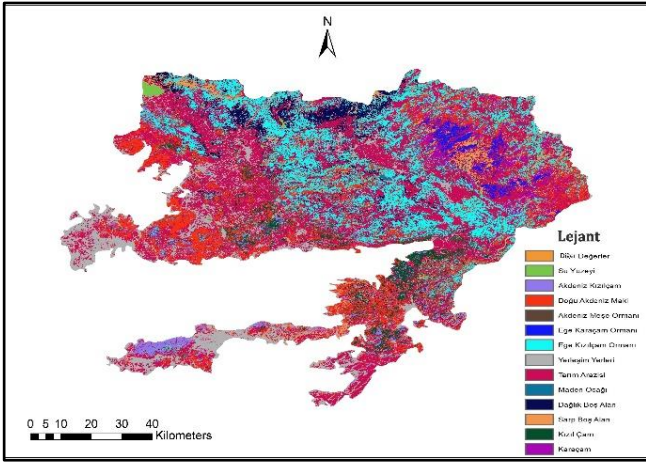 N
Lejant
Diğer Değerler
Su Yüzeyi
Akdeniz Kızılçam
Doğu Akdeniz Maki
Akdeniz Meşe Ormanı
Ege Karaçam Ormanı
Ege Kızılçam Ormanı
Yerleşim Yerleri
Tarım Arazisi
Maden Ocağı
Dağlık Boş Alan
Sarp Boş Alan
Kızıl Çam
Karaçam
0 5 10 20 30 40
Kilometers